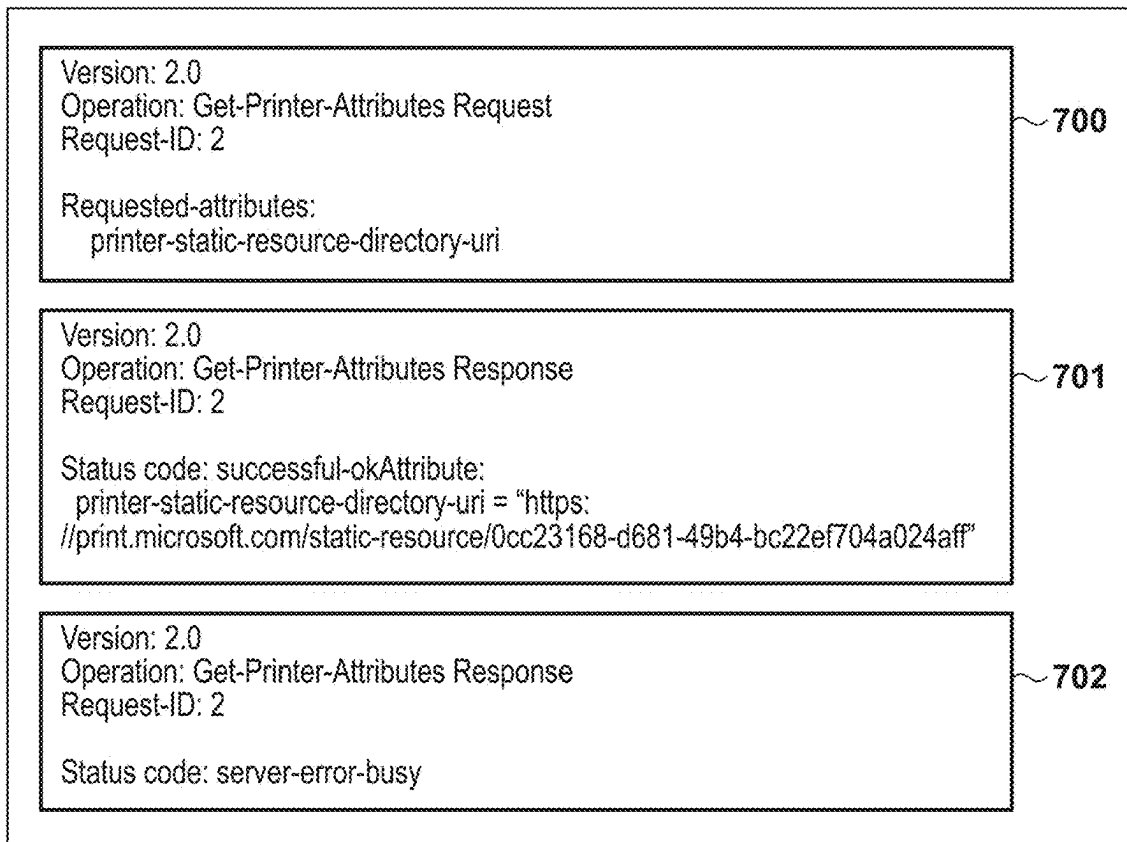 Version: 2.0
Operation: Get-Printer-Attributes Request
Request-ID: 2
Requested-attributes:
printer-static-resource-directory-uri
700
Version: 2.0
Operation: Get-Printer-Attributes Response
Request-ID: 2
Status code: successful-okAttribute:
printer-static-resource-directory-uri = “https:
//print.microsoft.com/static-resource/0cc23168-d681-49b4-bc22ef704a024aff”
701
Version: 2.0
Operation: Get-Printer-Attributes Response
Request-ID: 2
Status code: server-error-busy
702